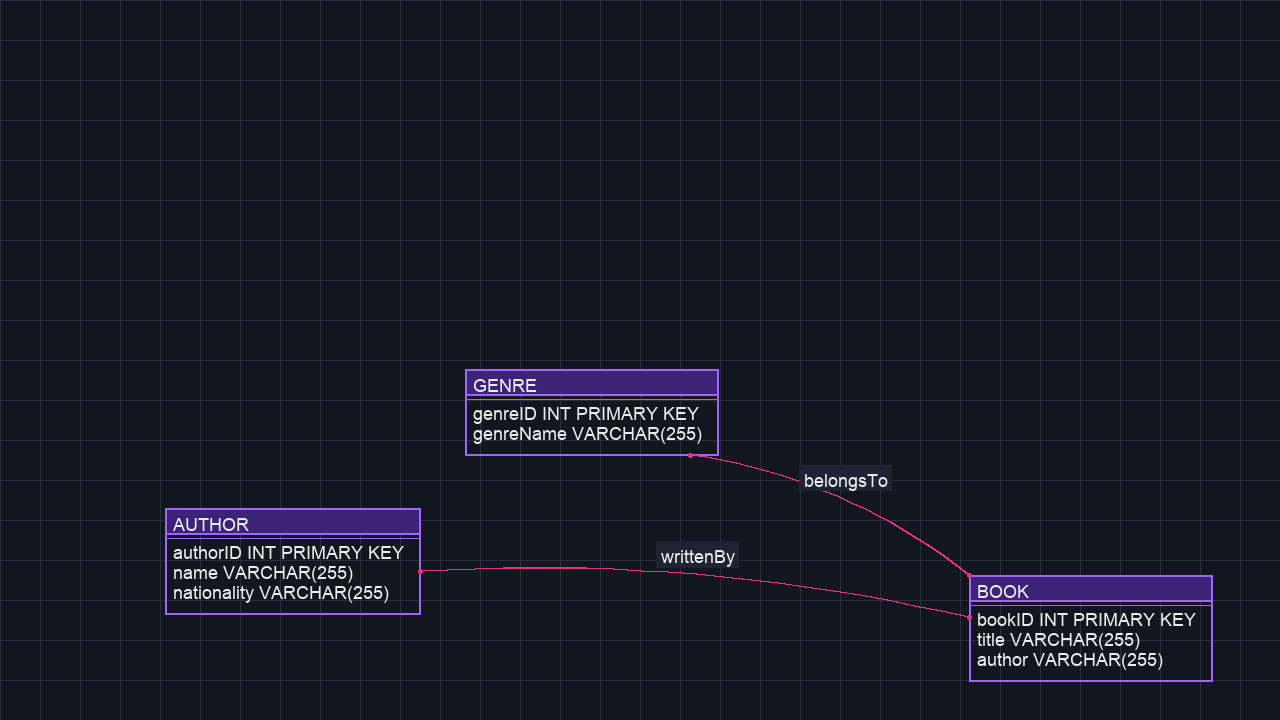 GENRE
genreID INT PRIMARY KEY
genreName VARCHAR(255)
belongsTo
AUTHOR
authorID INT PRIMARY KEY
name VARCHAR(255)
nationality VARCHAR(255)
writtenBy
BOOK
bookID INT PRIMARY KEY
title VARCHAR(255)
author VARCHAR(255)